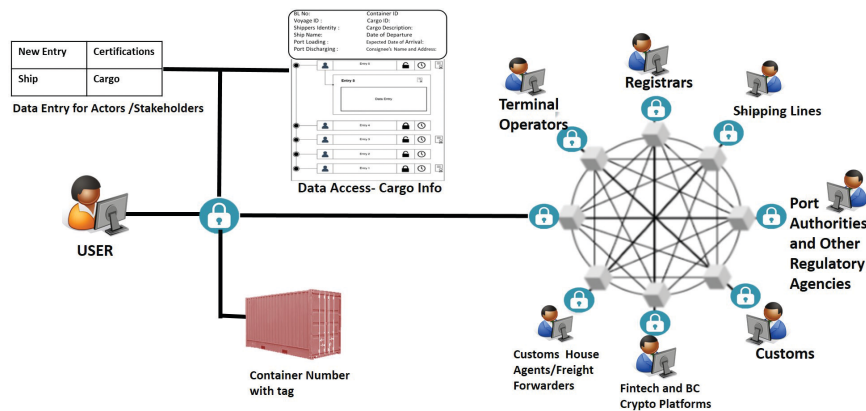 BL No: Container ID
Voyage ID : Cargo ID:
Shippers Identity : Cargo Description:
Ship Name: Date of Departure
Port Loading : Expected Date of Arrival:
Port Discharging : Consignee's Name and Address:
New Entry Certifications
Ship Cargo
Data Entry for Actors /Stakeholders
Entry 6
Data Entry
Data Access- Cargo Info
USER
Container Number
with tag
Terminal
Operators
Registrars
Shipping Lines
Port
Authorities
and Other
Regulatory
Agencies
Customs
Customs House
Agents/Freight
Forwarders
Fintech and BC
Crypto Platforms